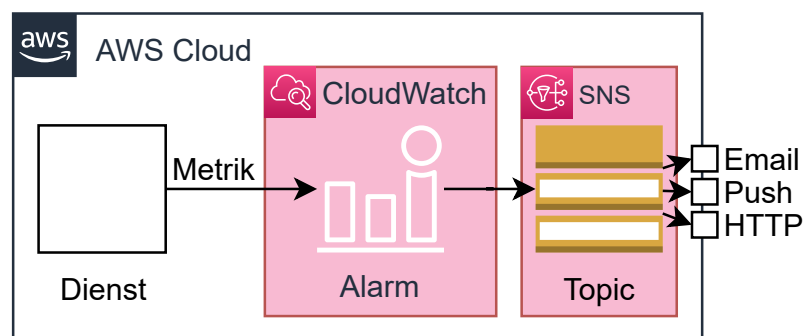 aws
AWS Cloud
CloudWatch
SNS
Metrik
Email
Push
HTTP
Dienst
Alarm
Topic